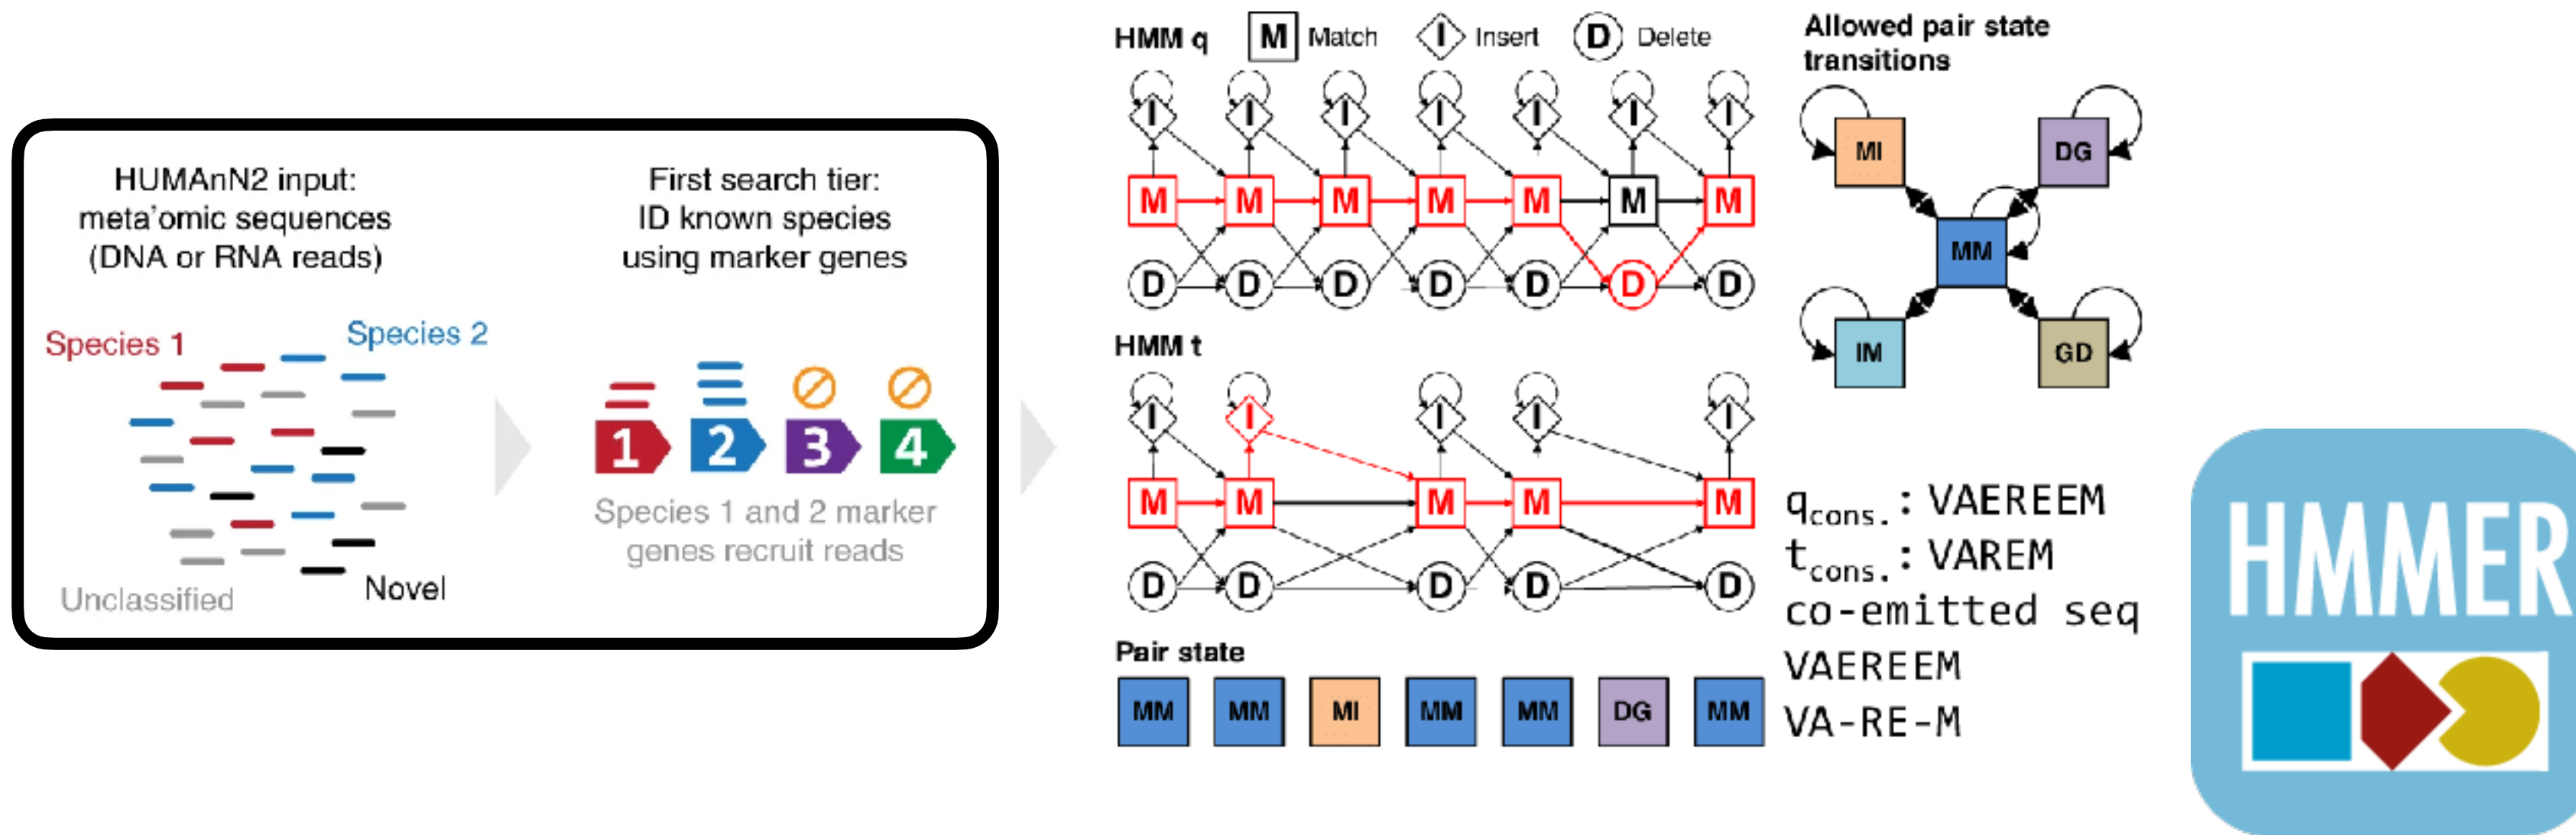 HUMAnN2 input:
meta'omic sequences
(DNA or RNA reads)
Species 1
Species 2
Unclassified
Novel
First search tier:
ID known species
using marker genes
1 2 3 4
Species 1 and 2 marker
genes recruit reads
HMM q M Match I Insert D Delete
I I I I I I I
M M M M M M M
D D D D D D D
HMM t
I I I I I
M M M M M
D D D D D
Pair state
MM MM MI MM MM DG MM
Allowed pair state
transitions
MI DG
MM
IM GD
qcons.: VAEREEM
tcons.: VAREM
co-emitted seq
VAEREEM
VA-RE-M
HMMER